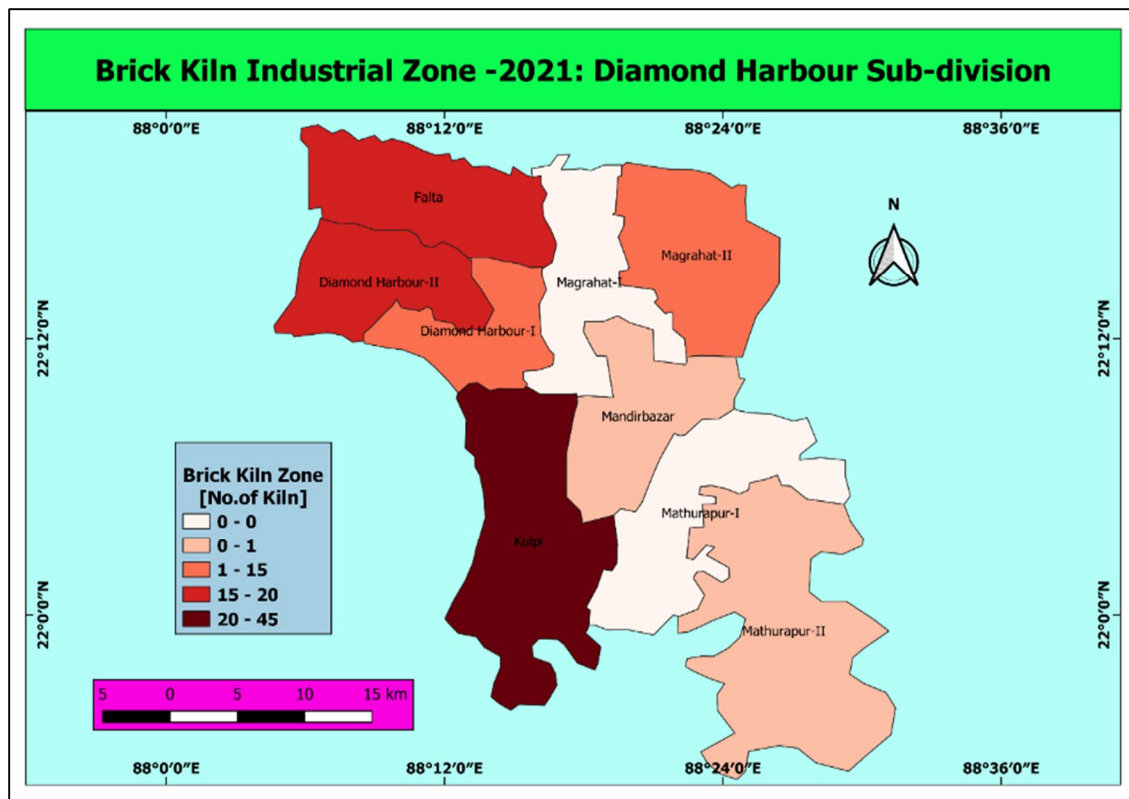 Brick Kiln Industrial Zone -2021: Diamond Harbour Sub-division
88°0'0"E
88°12'0"E
88°24'0"E
88°36'0"E
N
Falta
Magrahat-II
Diamond Harbour-II
Magrahat-I
Diamond Harbour-I
22°12'0"N
22°12'0"N
Mandirbazar
Brick Kiln Zone
[No.of Kiln]
0 - 0
0 - 1
1 - 15
15 - 20
20 - 45
Mathurapur-I
Kulpi
22°0'0"N
22°0'0"N
Mathurapur-II
5 0 5 10 15 km
88°0'0"E
88°12'0"E
88°24'0"E
88°36'0"E